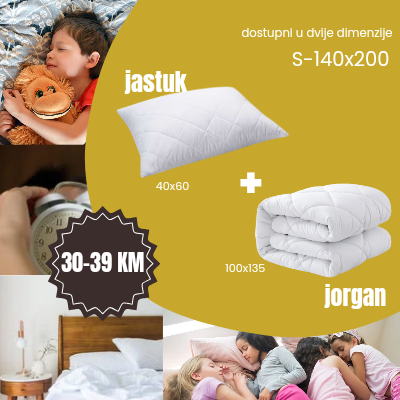 dostupni u dvije dimenzije
S-140x200
jastuk
40x60
30-39 KM
100x135
jorgan